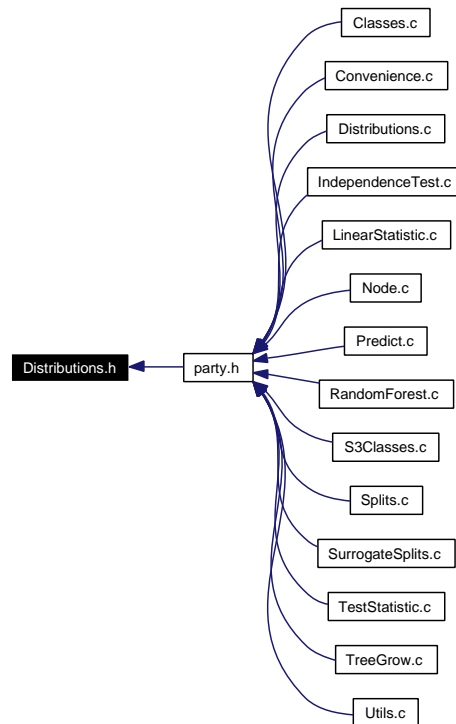 Classes.c
Convenience.c
Distributions.c
IndependenceTest.c
LinearStatistic.c
Node.c
Predict.c
Distributions.h
party.h
RandomForest.c
S3Classes.c
Splits.c
SurrogateSplits.c
TestStatistic.c
TreeGrow.c
Utils.c